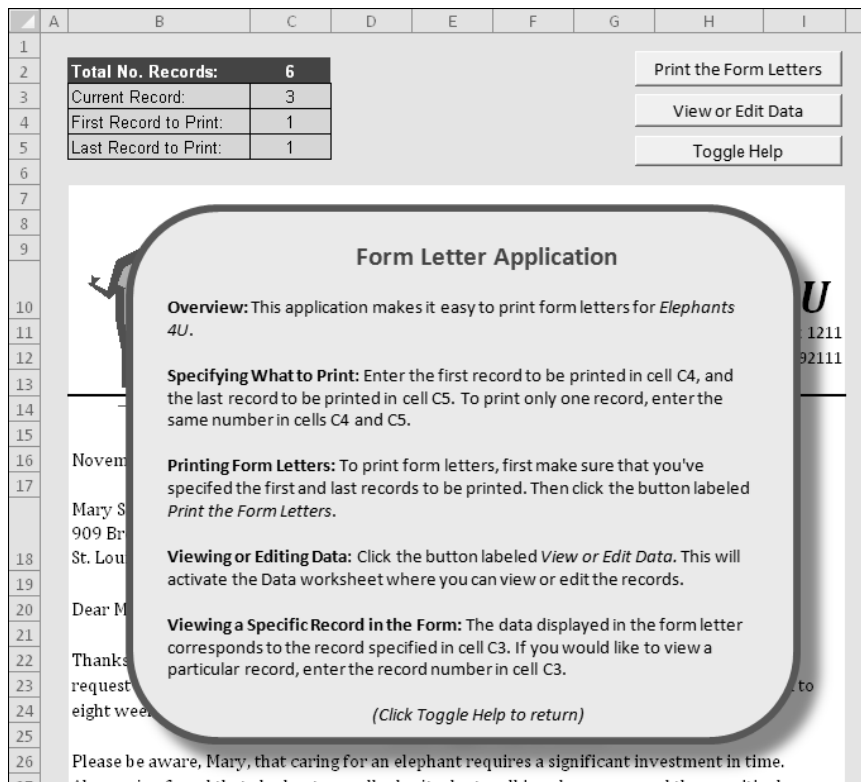 A B C D E F G H I
1
2 Total No. Records: 6 Print the Form Letters
3 Current Record: 3
4 First Record to Print: 1 View or Edit Data
5 Last Record to Print: 1 Toggle Help
6
7
8
9 Form Letter Application
10 Overview: This application makes it easy to print form letters for Elephants U
11 4U. 1211
12 92111
13 Specifying What to Print: Enter the first record to be printed in cell C4, and
the last record to be printed in cell C5. To print only one record, enter the
14 same number in cells C4 and C5.
15
16 Novem Printing Form Letters: To print form letters, first make sure that you've
17 specifed the first and last records to be printed. Then click the button labeled
Mary S Print the Form Letters.
909 Br
18 St. Lou Viewing or Editing Data: Click the button labeled View or Edit Data. This will
19 activate the Data worksheet where you can view or edit the records.
20 Dear M
21 Viewing a Specific Record in the Form: The data displayed in the form letter
22 Thanks corresponds to the record specified in cell C3. If you would like to view a
23 request particular record, enter the record number in cell C3. to
24 eight wee (Click Toggle Help to return)
25
26 Please be aware, Mary, that caring for an elephant requires a significant investment in time.